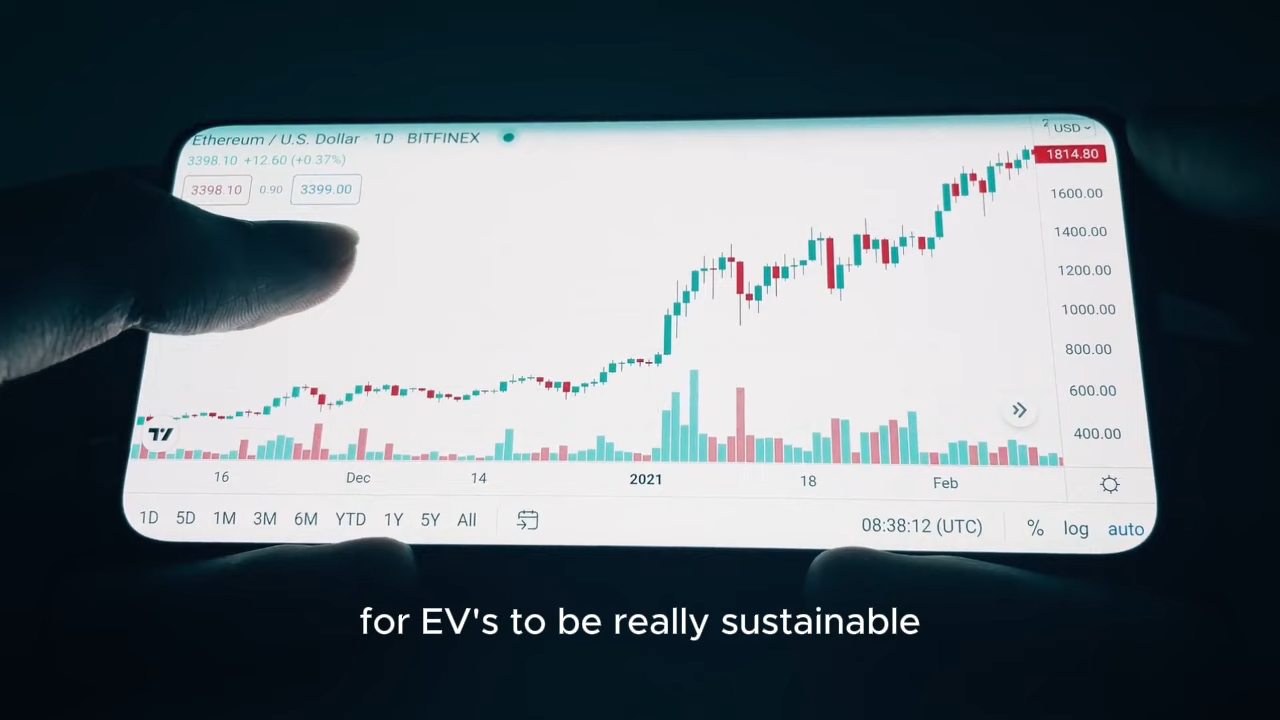 Ethereum / U.S. Dollar 1D BITFINEX
3398.10 +12.60 (+0.37%)
3398.10 0.90 3399.00
USD
1814.80
1600.00
1400.00
1200.00
1000.00
800.00
600.00
400.00
16 Dec 14 2021 18 Feb
1D 5D 1M 3M 6M YTD 1Y 5Y All 08:38:12 (UTC) % log auto
for EV's to be really sustainable